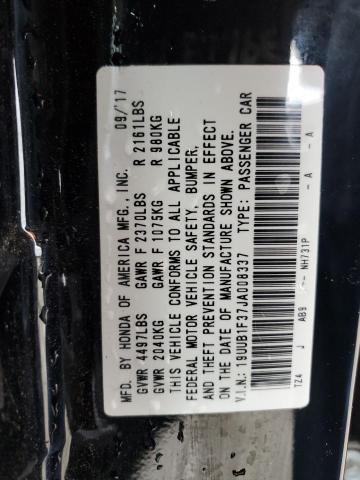 MFD. BY HONDA OF AMERICA MFG., INC. 09/'17
GVWR 4497LBS GAWR F 2370LBS R 2161LBS
GVWR 2040KG GAWR F 1075KG R 980KG
THIS VEHICLE CONFORMS TO ALL APPLICABLE
FEDERAL MOTOR VEHICLE SAFETY, BUMPER,
AND THEFT PREVENTION STANDARDS IN EFFECT
ON THE DATE OF MANUFACTURE SHOWN ABOVE.
V.I.N.: 19UUB1F37JA008337 TYPE: PASSENGER CAR
TZ4 J AB9 -- NH731P - A - A